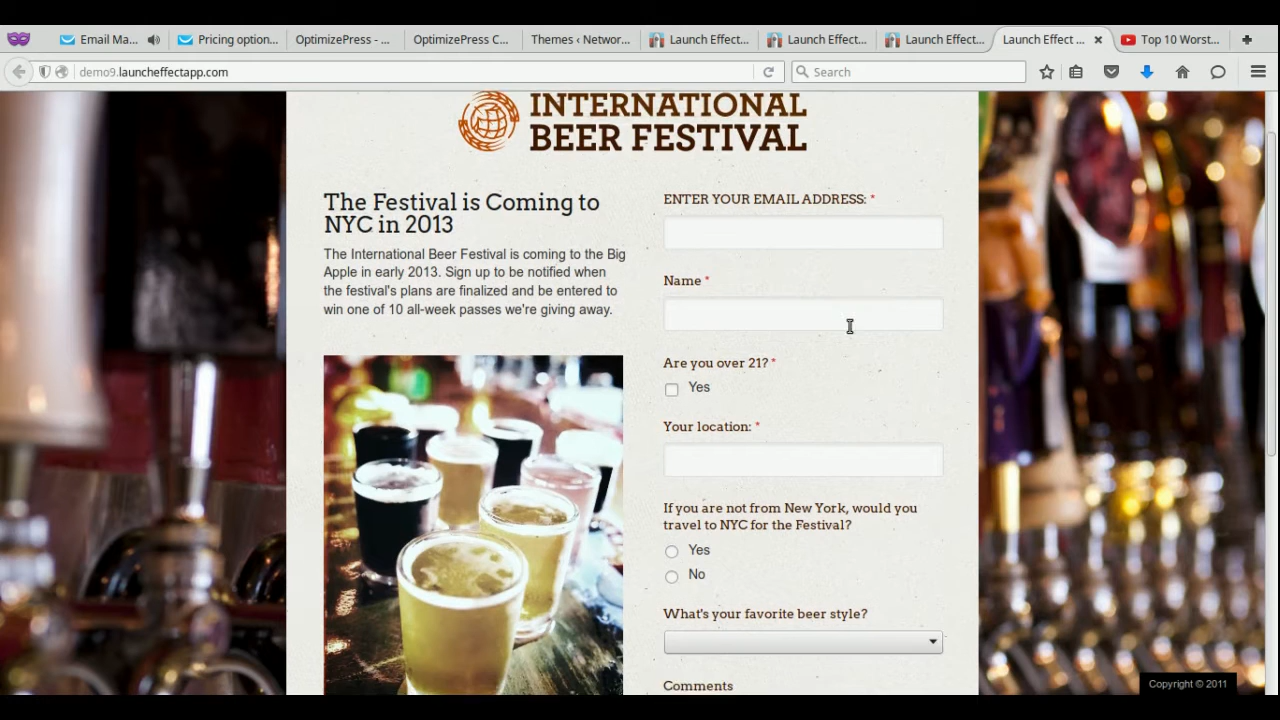 Email Ma...
Pricing option...
OptimizePress - ...
OptimizePress C...
Themes ‹ Networ...
Launch Effect...
Launch Effect...
Launch Effect...
Launch Effect ...
Top 10 Worst...
demo9.launcheffectapp.com
Search
INTERNATIONAL
BEER FESTIVAL
The Festival is Coming to
NYC in 2013
The International Beer Festival is coming to the Big
Apple in early 2013. Sign up to be notified when
the festival's plans are finalized and be entered to
win one of 10 all-week passes we're giving away.
ENTER YOUR EMAIL ADDRESS: *
Name *
Are you over 21? *
Yes
Your location: *
If you are not from New York, would you
travel to NYC for the Festival?
Yes
No
What's your favorite beer style?
Comments
Copyright © 2011